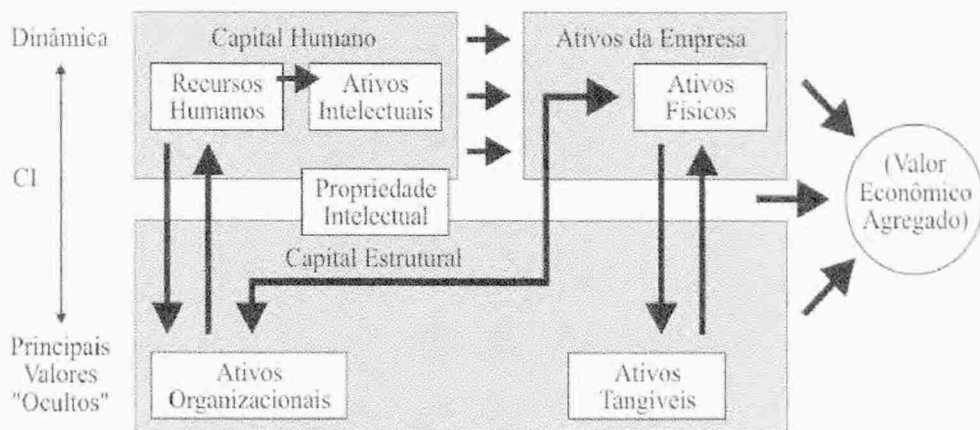 Dinâmica
Capital Humano
Ativos da Empresa
Recursos
Humanos
Ativos
Intelectuais
Ativos
Físicos
CI
Propriedade
Intelectual
(Valor
Econômico
Agregado)
Capital Estrutural
Principais
Valores
"Ocultos"
Ativos
Organizacionais
Ativos
Tangíveis